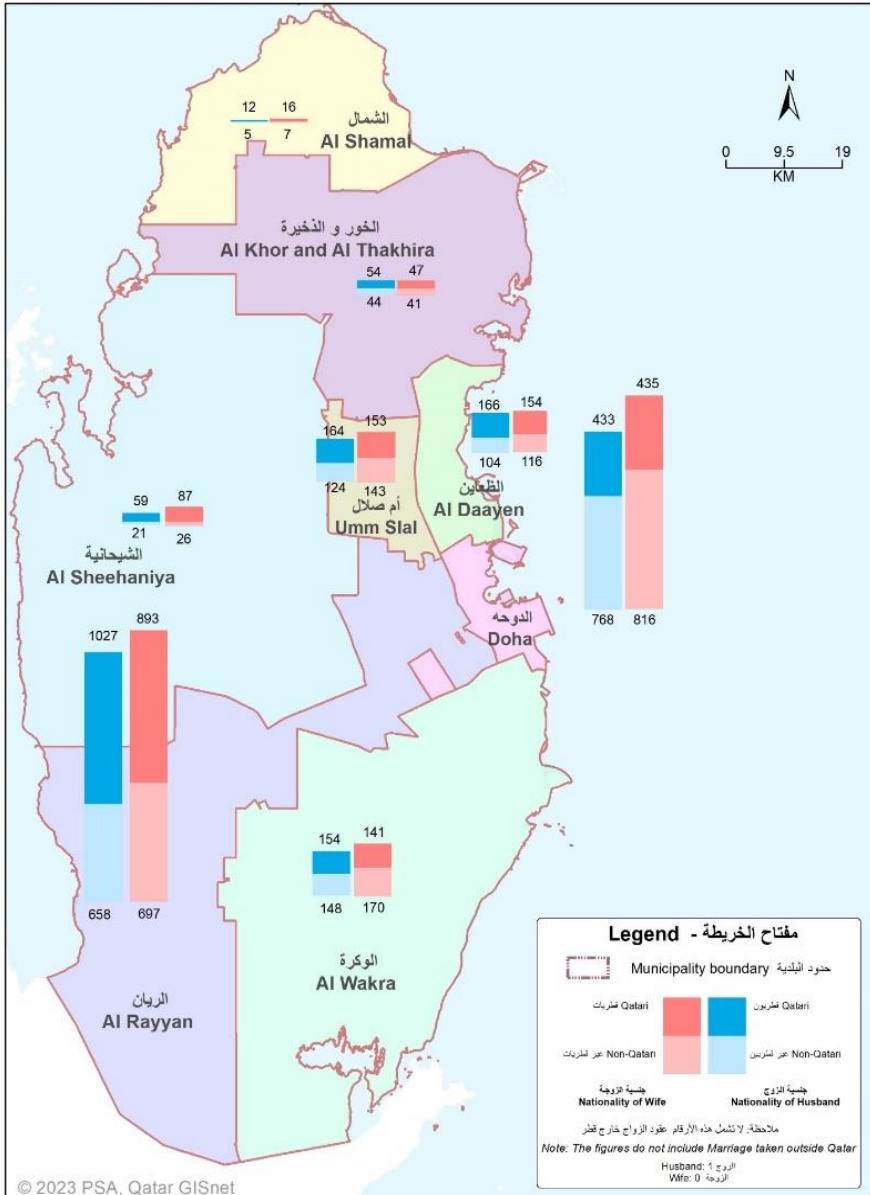 N
0 9.5 19
KM
12 16
الشمال
5 7
Al Shamal
الخور و الذخيرة
Al Khor and Al Thakhira
54 47
44 41
433 435
166 154
164 153
104 116
124 143
الظعاين
Al Daayen
أم صلال
Umm Slal
59 87
21 26
الشيحانية
Al Sheehaniya
الدوحه
Doha
768 816
1027 893
154 141
148 170
658 697
الوكرة
Al Wakra
الريان
Al Rayyan
Legend - مفتاح الخريطة
Municipality boundary حدود البلدية
قطريات Qatari
قطريون Qatari
غير قطريات Non-Qatari
غير قطريين Non-Qatari
جنسية الزوجة
Nationality of Wife
جنسية الزوج
Nationality of Husband
ملاحظة: لا تشمل هذه الأرقام عقود الزواج خارج قطر
Note: The figures do not include Marriage taken outside Qatar
Husband: 1 الزوج
Wife: 0 الزوجة
© 2023 PSA, Qatar GISnet